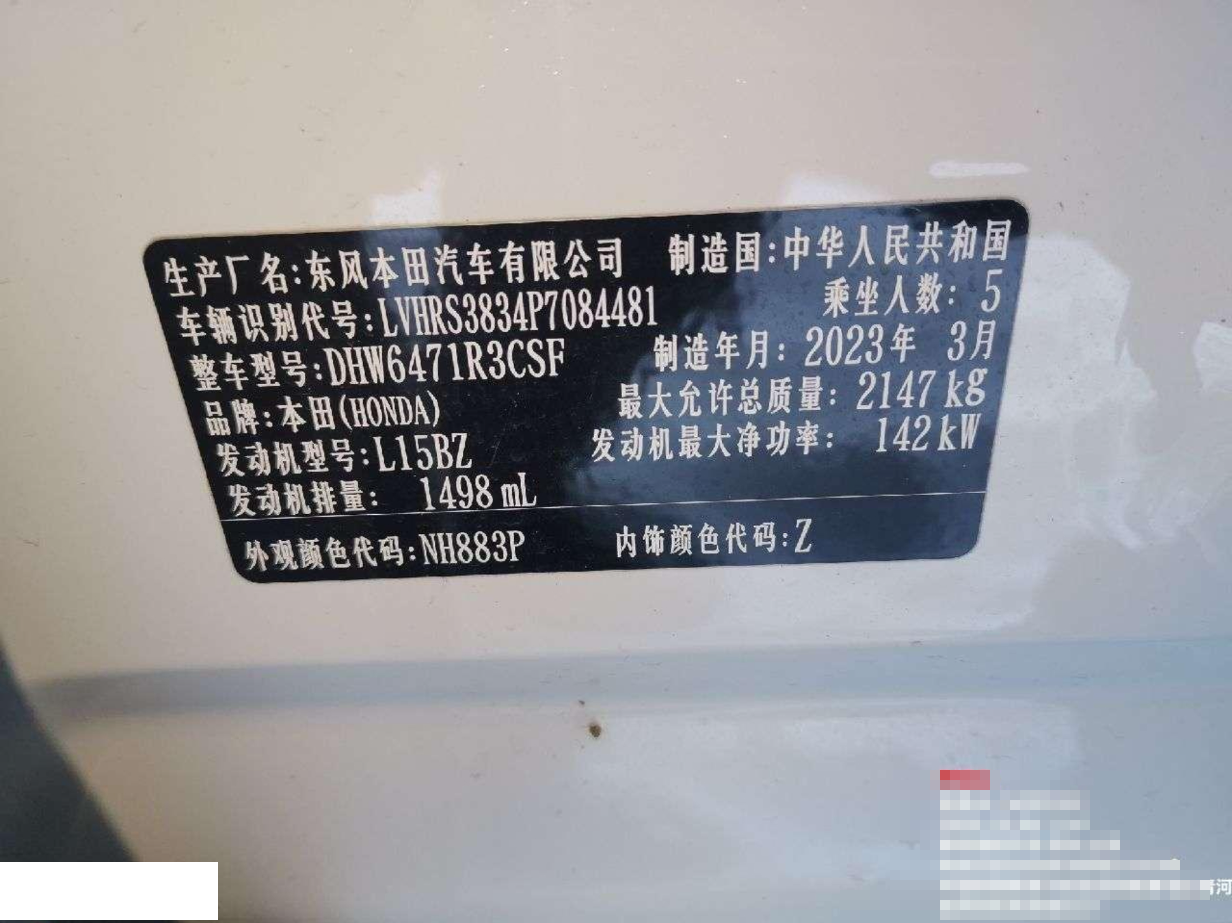 生产厂名:东风本田汽车有限公司 制造国:中华人民共和国
车辆识别代号:LVHRS3834P7084481 乘坐人数: 5
整车型号:DHW6471R3CSF 制造年月: 2023年 3月
品牌:本田(HONDA) 最大允许总质量: 2147kg
发动机型号:L15BZ 发动机最大净功率: 142kW
发动机排量: 1498mL
外观颜色代码:NH883P 内饰颜色代码:Z